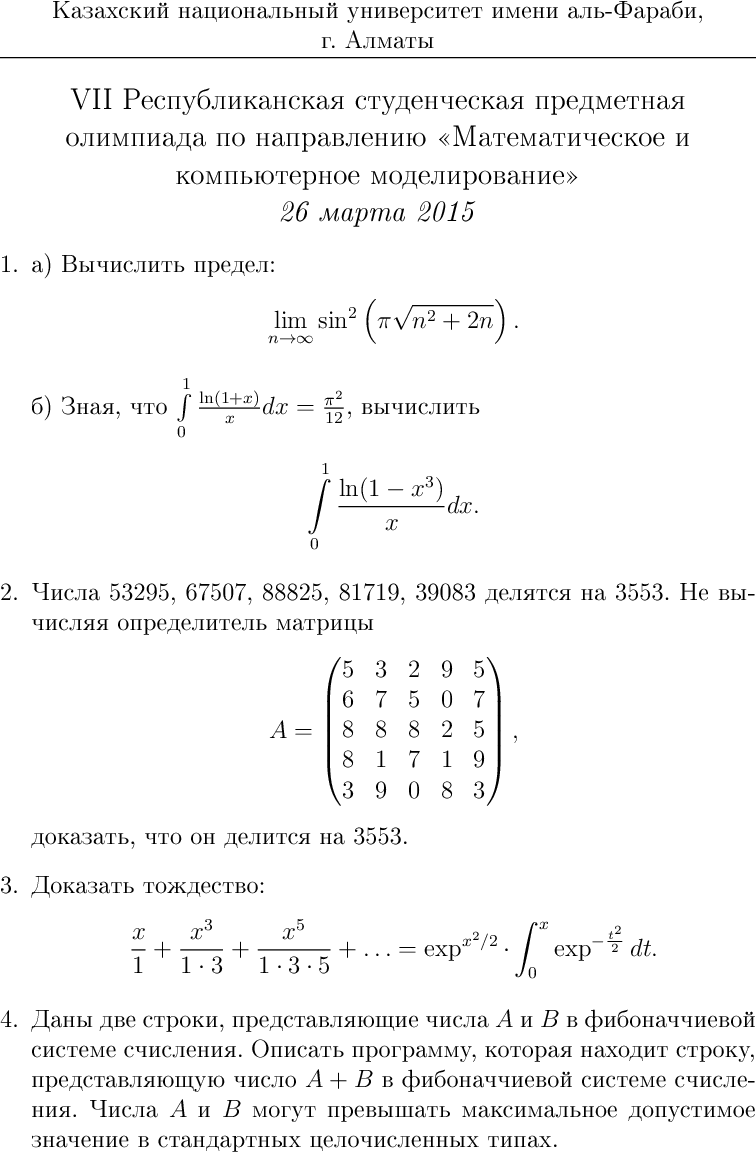 Казахский национальный университет имени аль-Фараби,
г. Алматы
VII Республиканская студенческая предметная
олимпиада по направлению «Математическое и
компьютерное моделирование»
26 марта 2015
1. а) Вычислить предел:
$$\lim_{n\to\infty} \sin^2\left(\pi\sqrt{n^2+2n}\right).$$
б) Зная, что $\int\limits_0^1 \frac{\ln(1+x)}{x}dx = \frac{\pi^2}{12}$, вычислить
$$\int\limits_0^1 \frac{\ln(1-x^3)}{x}dx.$$
2. Числа 53295, 67507, 88825, 81719, 39083 делятся на 3553. Не вы-
числяя определитель матрицы
$$A = \begin{pmatrix} 5 & 3 & 2 & 9 & 5 \\ 6 & 7 & 5 & 0 & 7 \\ 8 & 8 & 8 & 2 & 5 \\ 8 & 1 & 7 & 1 & 9 \\ 3 & 9 & 0 & 8 & 3 \end{pmatrix},$$
доказать, что он делится на 3553.
3. Доказать тождество:
$$\frac{x}{1} + \frac{x^3}{1\cdot 3} + \frac{x^5}{1\cdot 3\cdot 5} + \ldots = \exp^{x^2/2} \cdot \int_0^x \exp^{-\frac{t^2}{2}} dt.$$
4. Даны две строки, представляющие числа $A$ и $B$ в фибоначчиевой
системе счисления. Описать программу, которая находит строку,
представляющую число $A + B$ в фибоначчиевой системе счисле-
ния. Числа $A$ и $B$ могут превышать максимальное допустимое
значение в стандартных целочисленных типах.